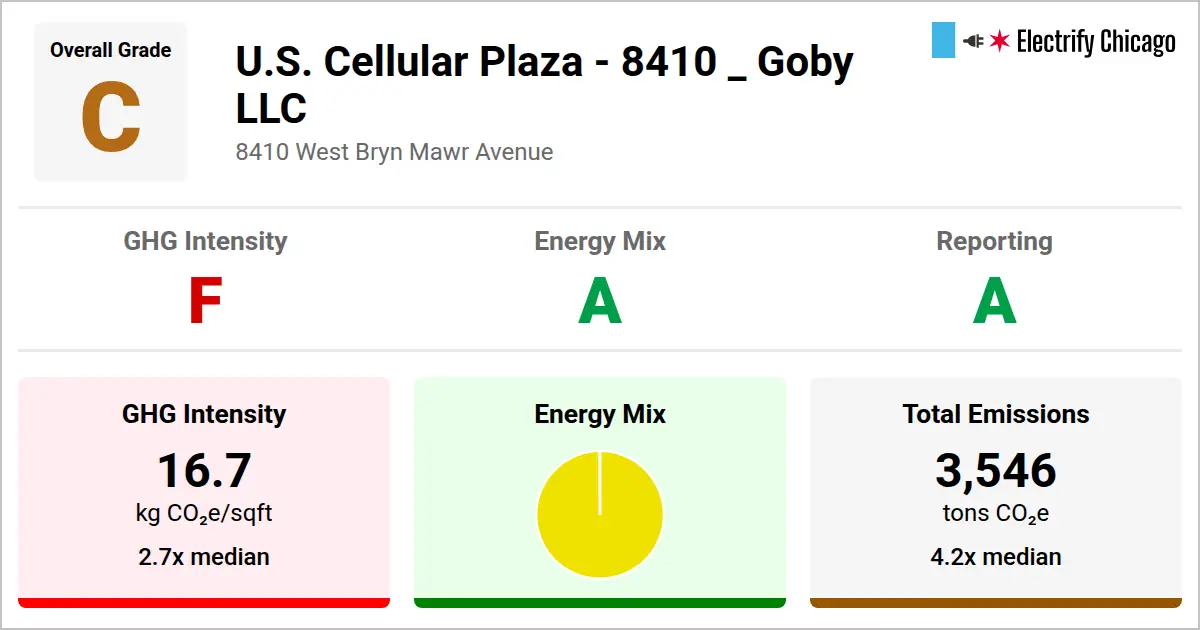 Overall Grade
C
U.S. Cellular Plaza - 8410 _ Goby
LLC
8410 West Bryn Mawr Avenue
Electrify Chicago
GHG Intensity
F
Energy Mix
A
Reporting
A
GHG Intensity
16.7
kg CO₂e/sqft
2.7x median
Energy Mix
Total Emissions
3,546
tons CO₂e
4.2x median